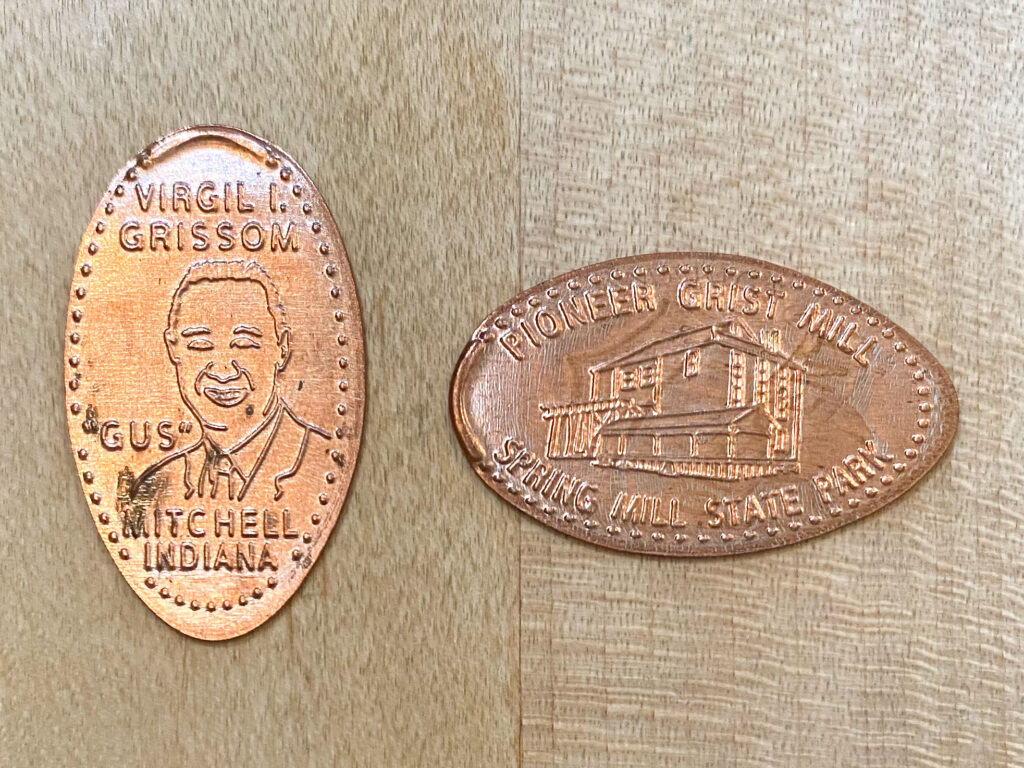 VIRGIL I.
GRISSOM
"GUS"
MITCHELL
INDIANA
PIONEER GRIST MILL
SPRING MILL STATE PARK